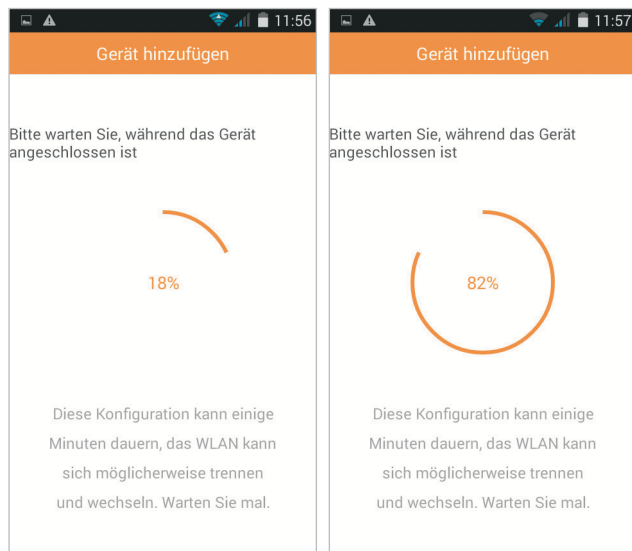 11:56
Gerät hinzufügen
Bitte warten Sie, während das Gerät
angeschlossen ist
18%
Diese Konfiguration kann einige
Minuten dauern, das WLAN kann
sich möglicherweise trennen
und wechseln. Warten Sie mal.
11:57
Gerät hinzufügen
Bitte warten Sie, während das Gerät
angeschlossen ist
82%
Diese Konfiguration kann einige
Minuten dauern, das WLAN kann
sich möglicherweise trennen
und wechseln. Warten Sie mal.